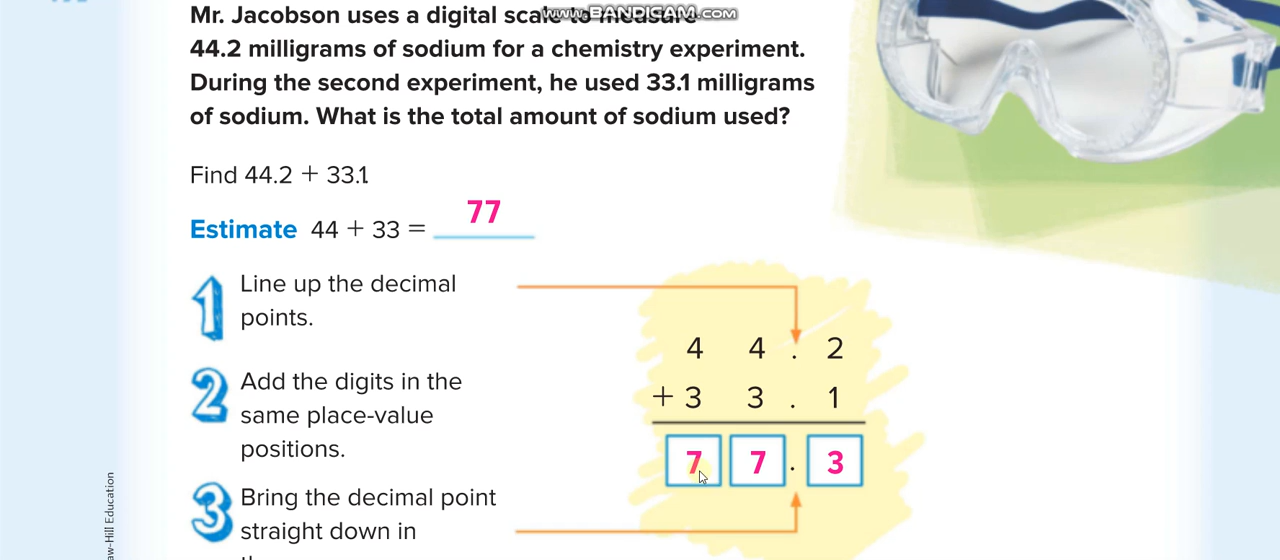 www.BANDICAM.com
Mr. Jacobson uses a digital scale to measure
44.2 milligrams of sodium for a chemistry experiment.
During the second experiment, he used 33.1 milligrams
of sodium. What is the total amount of sodium used?
Find 44.2 + 33.1
Estimate 44 + 33 = 77
1 Line up the decimal
points.
2 Add the digits in the
same place-value
positions.
3 Bring the decimal point
straight down in
4 4 . 2
+ 3 3 . 1
7 7 . 3
aw-Hill Education